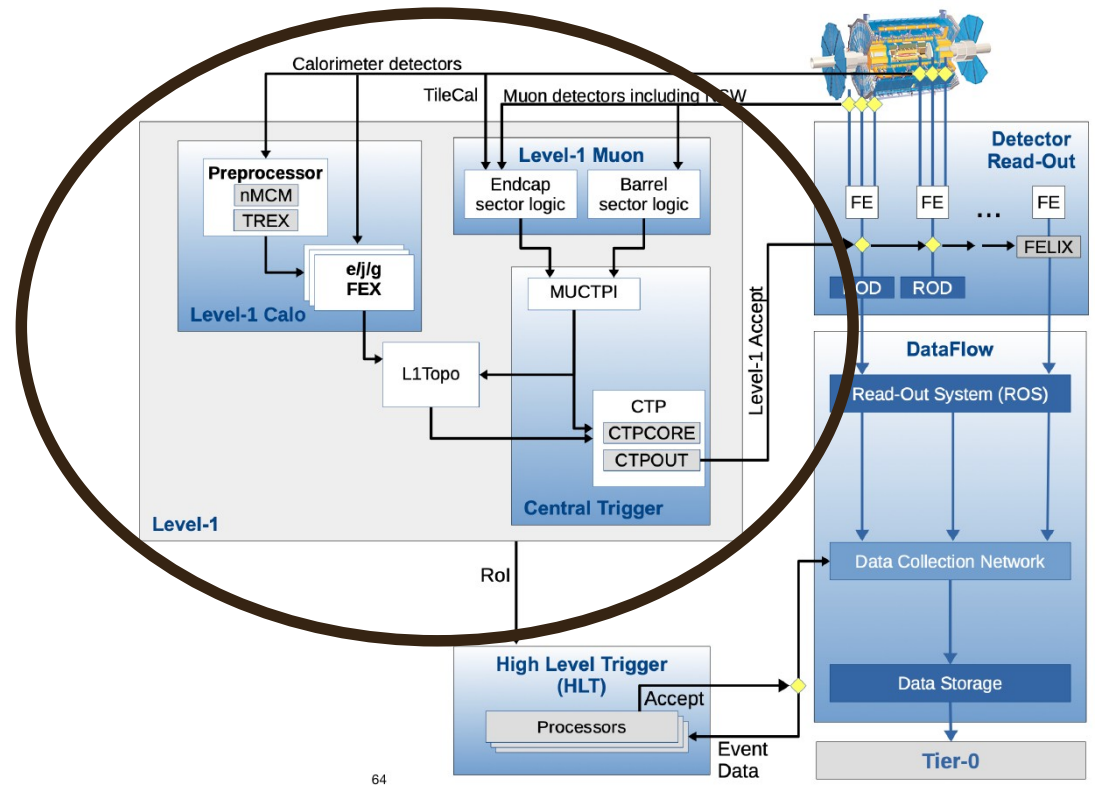 Calorimeter detectors
TileCal
Muon detectors including NSW
Detector
Read-Out
Level-1 Muon
Preprocessor
nMCM
TREX
Endcap
sector logic
Barrel
sector logic
FE
FE
...
FE
FELIX
e/j/g
FEX
MUCTPI
ROD
ROD
Level-1 Calo
Level-1 Accept
DataFlow
L1Topo
Read-Out System (ROS)
CTP
CTPCORE
CTPOUT
Central Trigger
Level-1
Data Collection Network
RoI
High Level Trigger
(HLT)
Accept
Data Storage
Processors
Event
Data
Tier-0
64